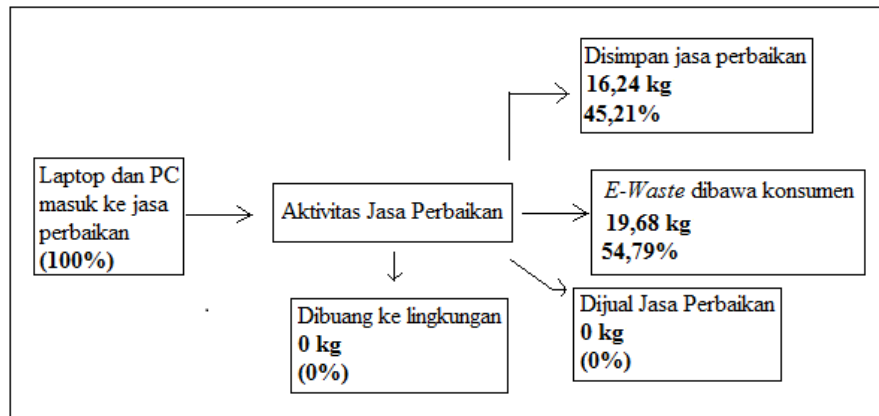 Disimpan jasa perbaikan
16,24 kg
45,21%
Laptop dan PC
masuk ke jasa
perbaikan
(100%)
Aktivitas Jasa Perbaikan
E-Waste dibawa konsumen
19,68 kg
54,79%
Dibuang ke lingkungan
0 kg
(0%)
Dijual Jasa Perbaikan
0 kg
(0%)